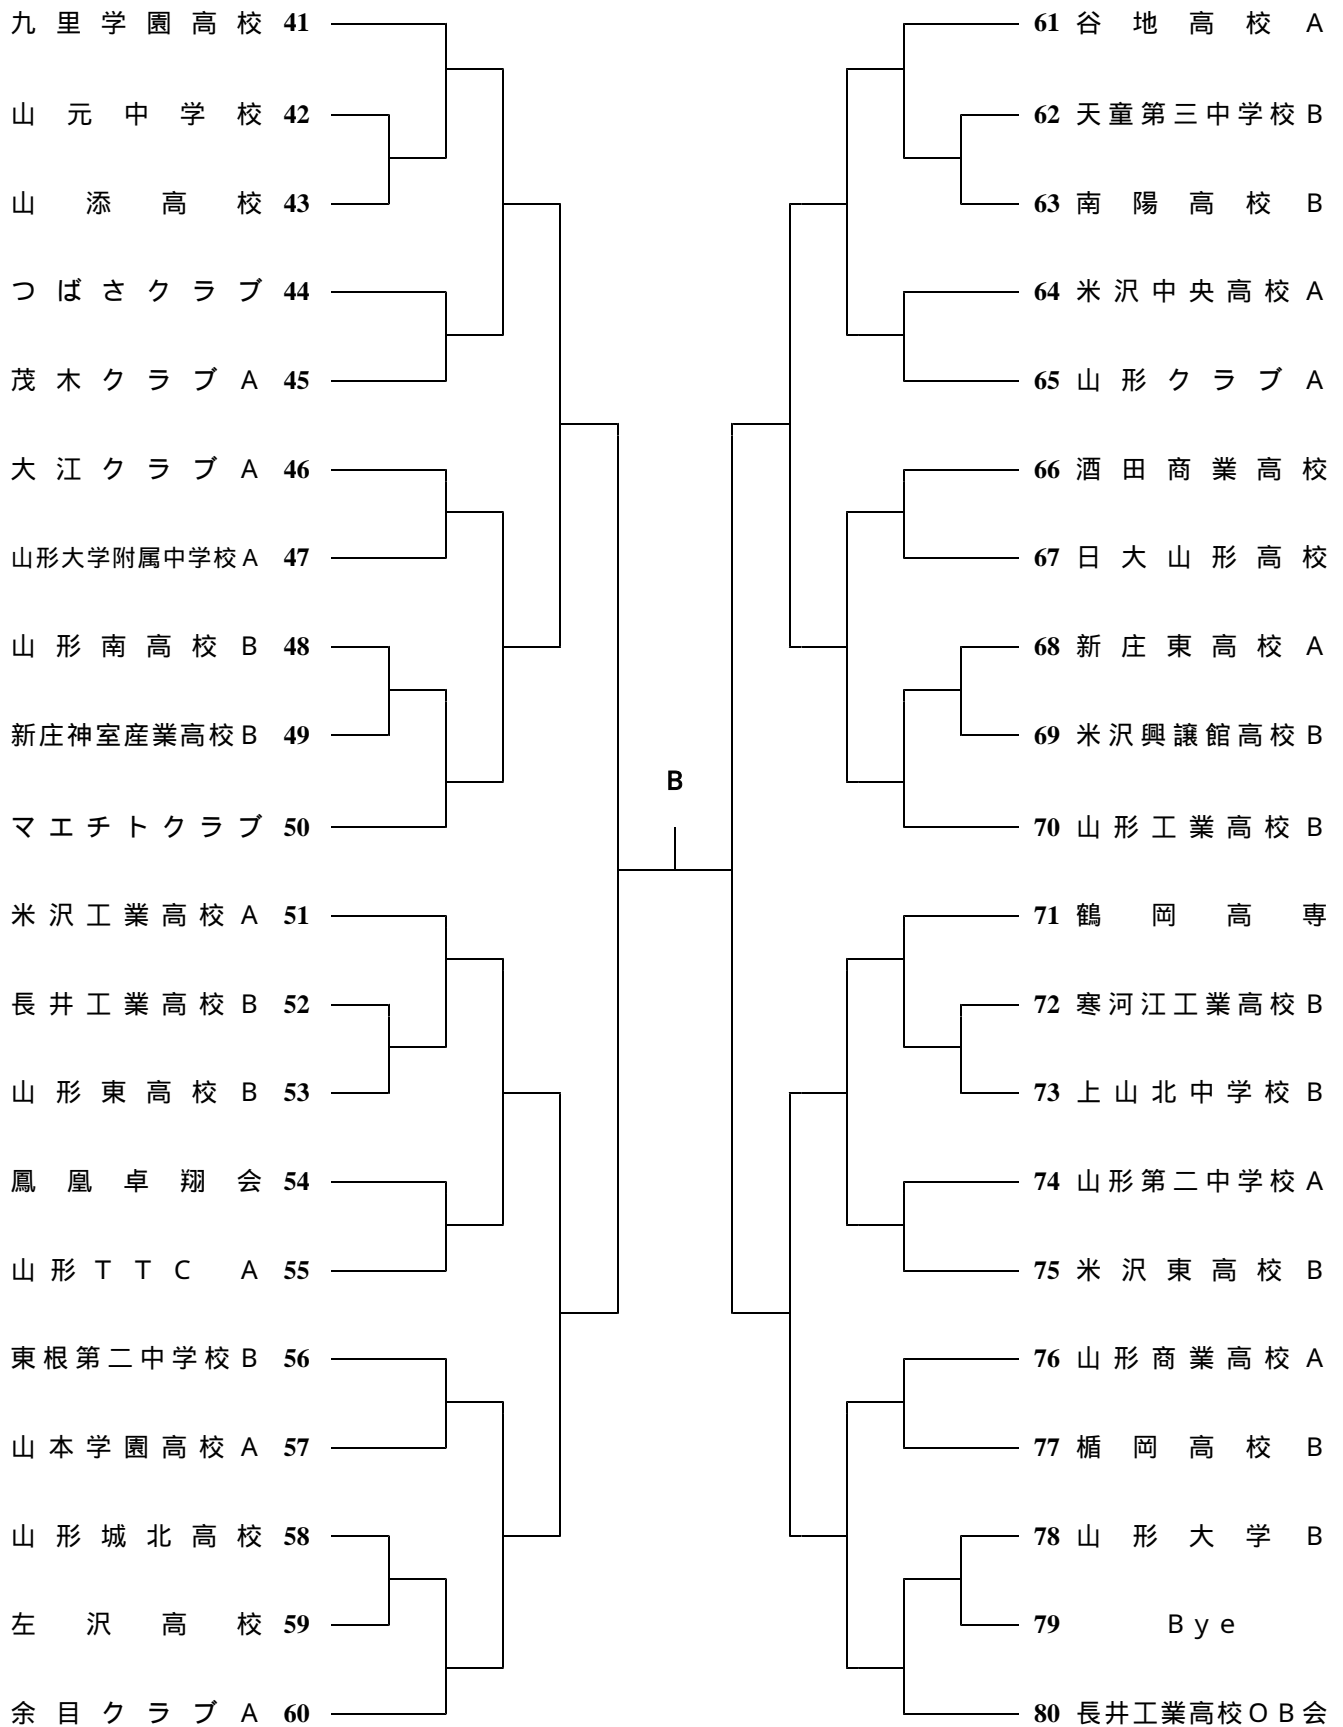 九里学園高校 41
山元中学校 42
山添高校 43
つばさクラブ 44
茂木クラブA 45
大江クラブA 46
山形大学附属中学校A 47
山形南高校B 48
新庄神室産業高校B 49
マエチトクラブ 50
米沢工業高校A 51
長井工業高校B 52
山形東高校B 53
鳳凰卓翔会 54
山形TTC A 55
東根第二中学校B 56
山本学園高校A 57
山形城北高校 58
左沢高校 59
余目クラブA 60
B
61 谷地高校A
62 天童第三中学校B
63 南陽高校B
64 米沢中央高校A
65 山形クラブA
66 酒田商業高校
67 日大山形高校
68 新庄東高校A
69 米沢興譲館高校B
70 山形工業高校B
71 鶴岡高専
72 寒河江工業高校B
73 上山北中学校B
74 山形第二中学校A
75 米沢東高校B
76 山形商業高校A
77 楯岡高校B
78 山形大学B
79 Bye
80 長井工業高校OB会